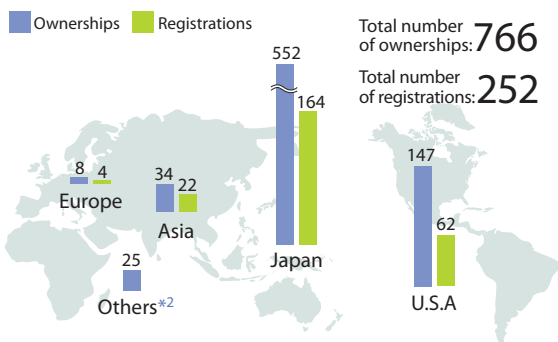 Ownerships Registrations
Total number
of ownerships: 766
Total number
of registrations: 252
552
164
8 4
Europe
34
22
Asia
Japan
147
62
U.S.A
25
Others*2